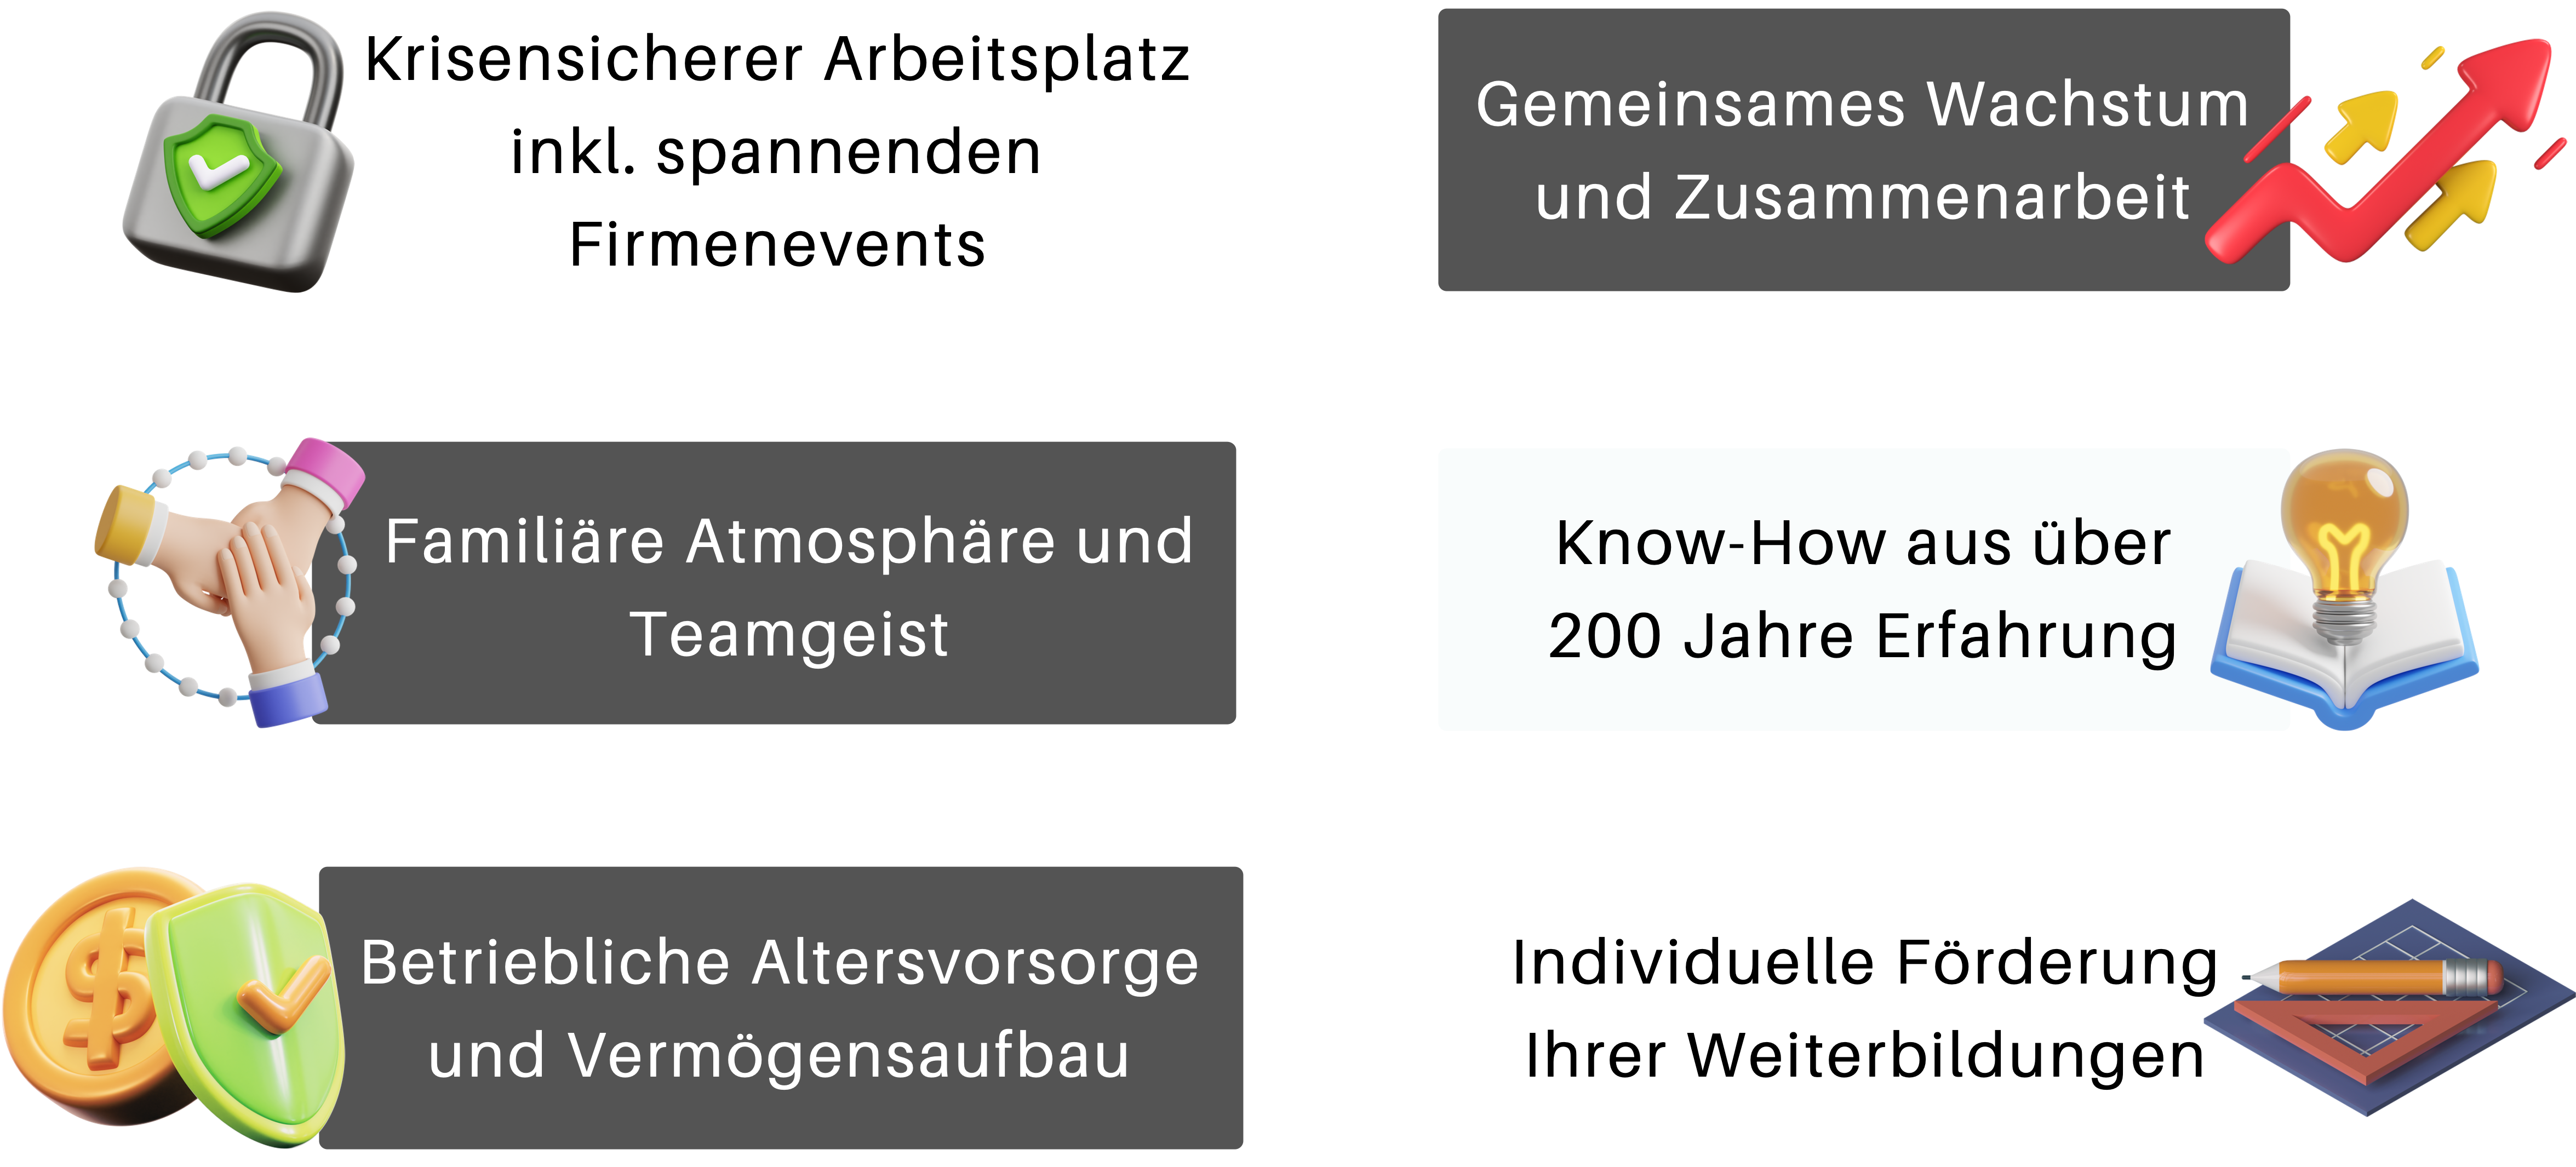 Krisensicherer Arbeitsplatz
inkl. spannenden
Firmenevents
Gemeinsames Wachstum
und Zusammenarbeit
Familiäre Atmosphäre und
Teamgeist
Know-How aus über
200 Jahre Erfahrung
Betriebliche Altersvorsorge
und Vermögensaufbau
Individuelle Förderung
Ihrer Weiterbildungen